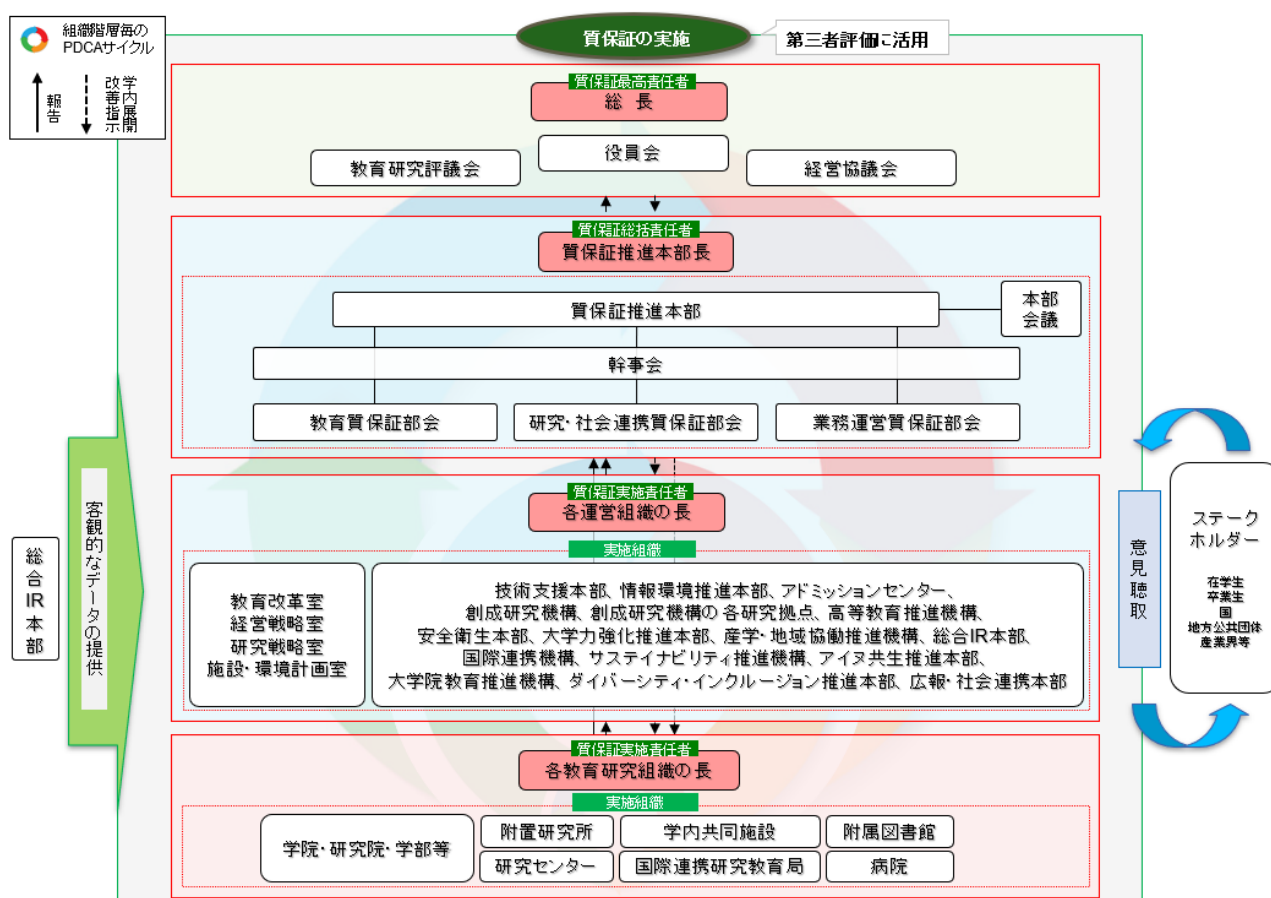 組織階層毎の
PDCAサイクル
報告
学内展開
改善指示
質保証の実施
第三者評価に活用
質保証最高責任者
総 長
役員会
教育研究評議会
経営協議会
質保証総括責任者
質保証推進本部長
質保証推進本部
本部
会議
幹事会
教育質保証部会
研究・社会連携質保証部会
業務運営質保証部会
質保証実施責任者
各運営組織の長
実施組織
教育改革室
経営戦略室
研究戦略室
施設・環境計画室
技術支援本部、情報環境推進本部、アドミッションセンター、
創成研究機構、創成研究機構の各研究拠点、高等教育推進機構、
安全衛生本部、大学力強化推進本部、産学・地域協働推進機構、総合IR本部、
国際連携機構、サステイナビリティ推進機構、アイヌ共生推進本部、
大学院教育推進機構、ダイバーシティ・インクルージョン推進本部、広報・社会連携本部
質保証実施責任者
各教育研究組織の長
実施組織
学院・研究院・学部等
附置研究所
学内共同施設
附属図書館
研究センター
国際連携研究教育局
病院
総合IR本部
客観的なデータの提供
意見聴取
ステーク
ホルダー
在学生
卒業生
国
地方公共団体
産業界等